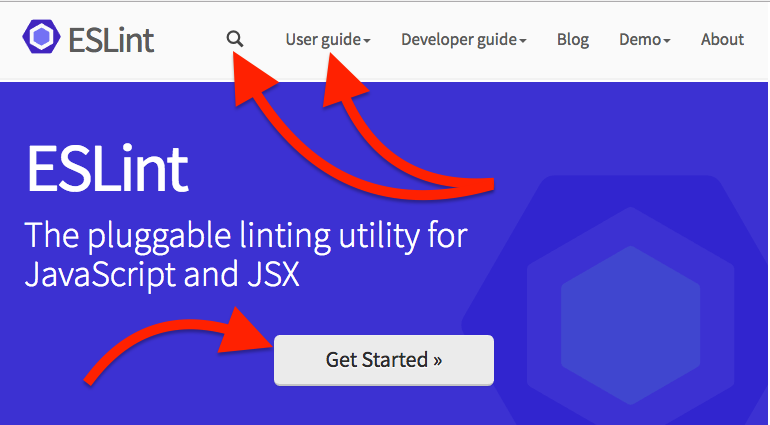 ESLint User guide Developer guide Blog Demo About
ESLint
The pluggable linting utility for
JavaScript and JSX
Get Started »